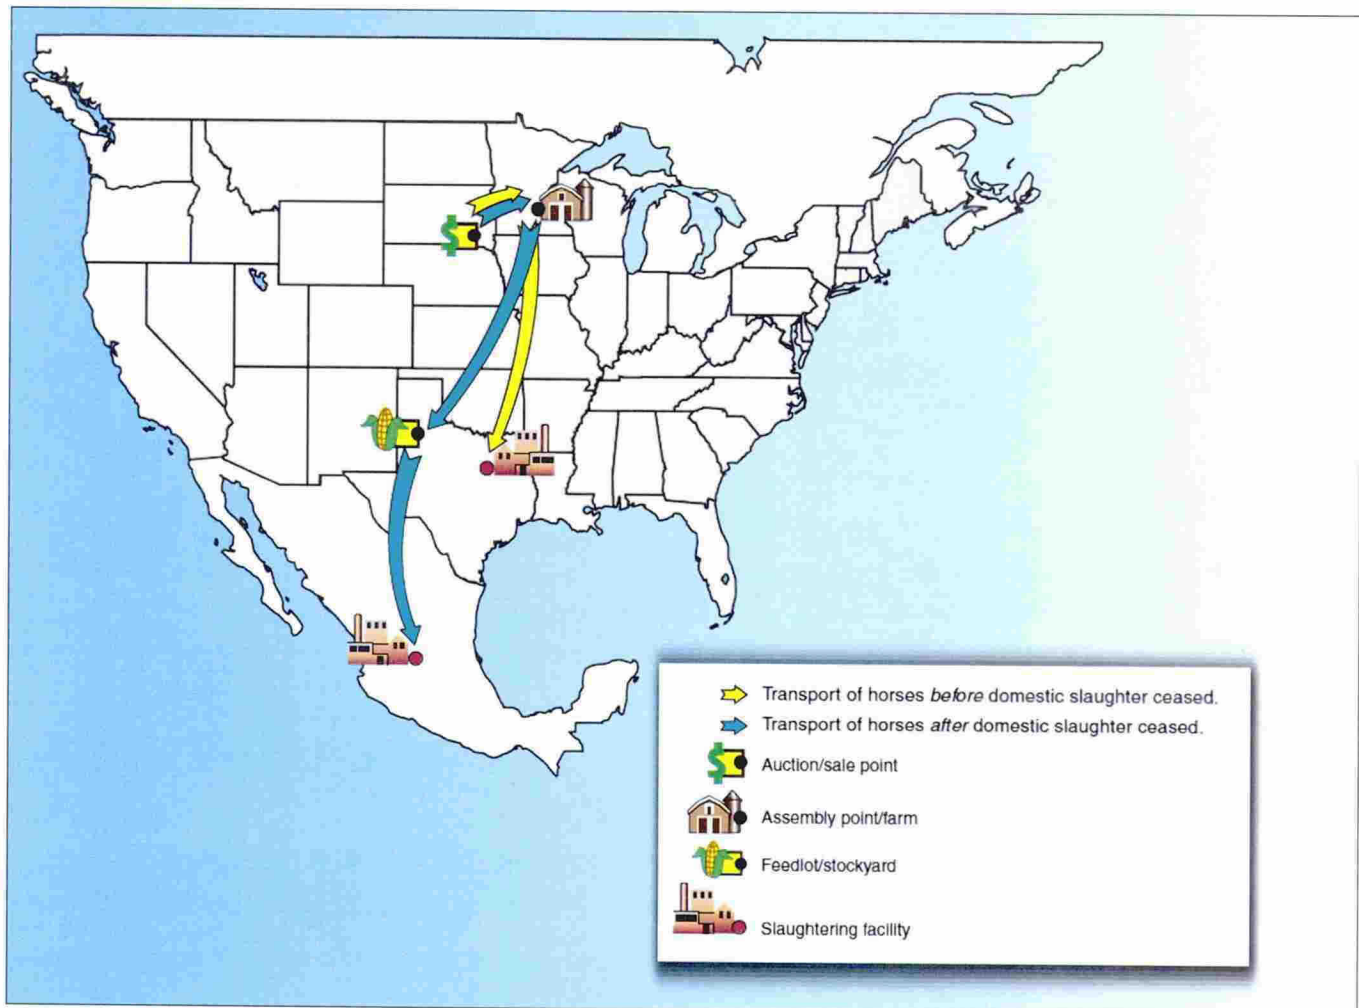 Transport of horses before domestic slaughter ceased.
Transport of horses after domestic slaughter ceased.
Auction/sale point
Assembly point/farm
Feedlot/stockyard
Slaughtering facility